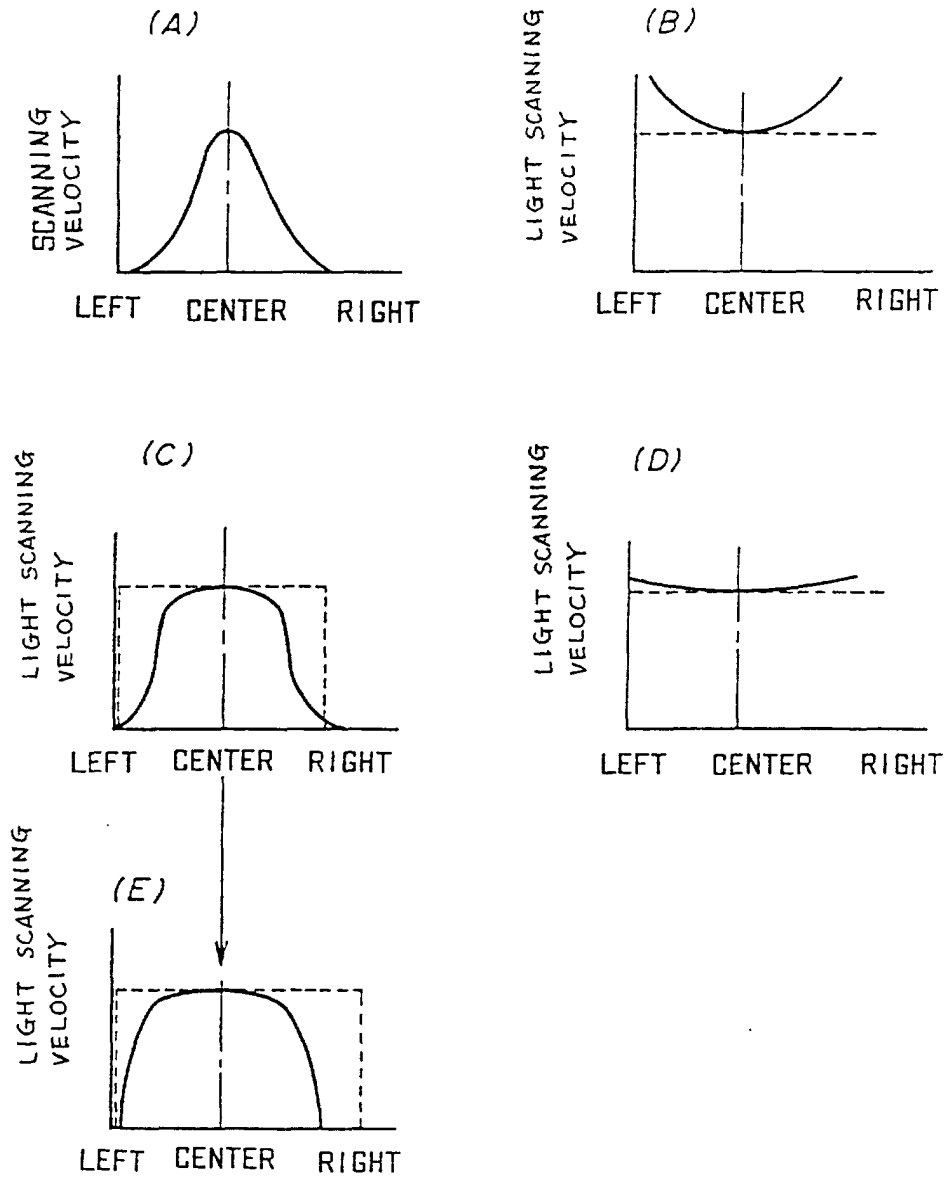 (A)
SCANNING
VELOCITY
LEFT CENTER RIGHT
(B)
LIGHT SCANNING
VELOCITY
LEFT CENTER RIGHT
(C)
LIGHT SCANNING
VELOCITY
LEFT CENTER RIGHT
(D)
LIGHT SCANNING
VELOCITY
LEFT CENTER RIGHT
(E)
LIGHT SCANNING
VELOCITY
LEFT CENTER RIGHT